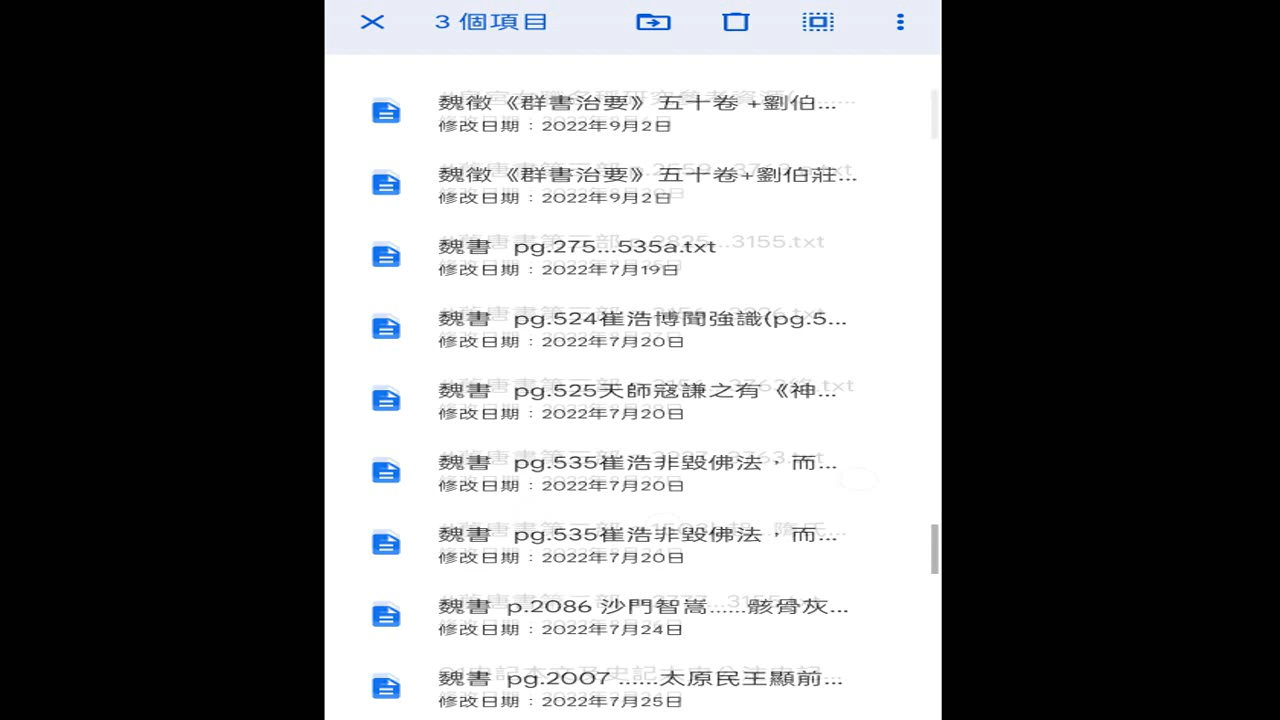 3 個項目
魏徵《群書治要》五十卷 +劉伯...
修改日期：2022年9月2日
魏徵《群書治要》五十卷+劉伯莊...
修改日期：2022年9月2日
魏書 pg.275...535a.txt
修改日期：2022年7月19日
魏書 pg.524崔浩博聞強識(pg.5...
修改日期：2022年7月20日
魏書 pg.525天師寇謙之有《神...
修改日期：2022年7月20日
魏書 pg.535崔浩非毀佛法，而...
修改日期：2022年7月20日
魏書 pg.535崔浩非毀佛法，而...
修改日期：2022年7月20日
魏書 p.2086 沙門智嵩......骸骨灰...
修改日期：2022年7月24日
魏書 pg.2007 ......太原民王顯前...
修改日期：2022年7月25日